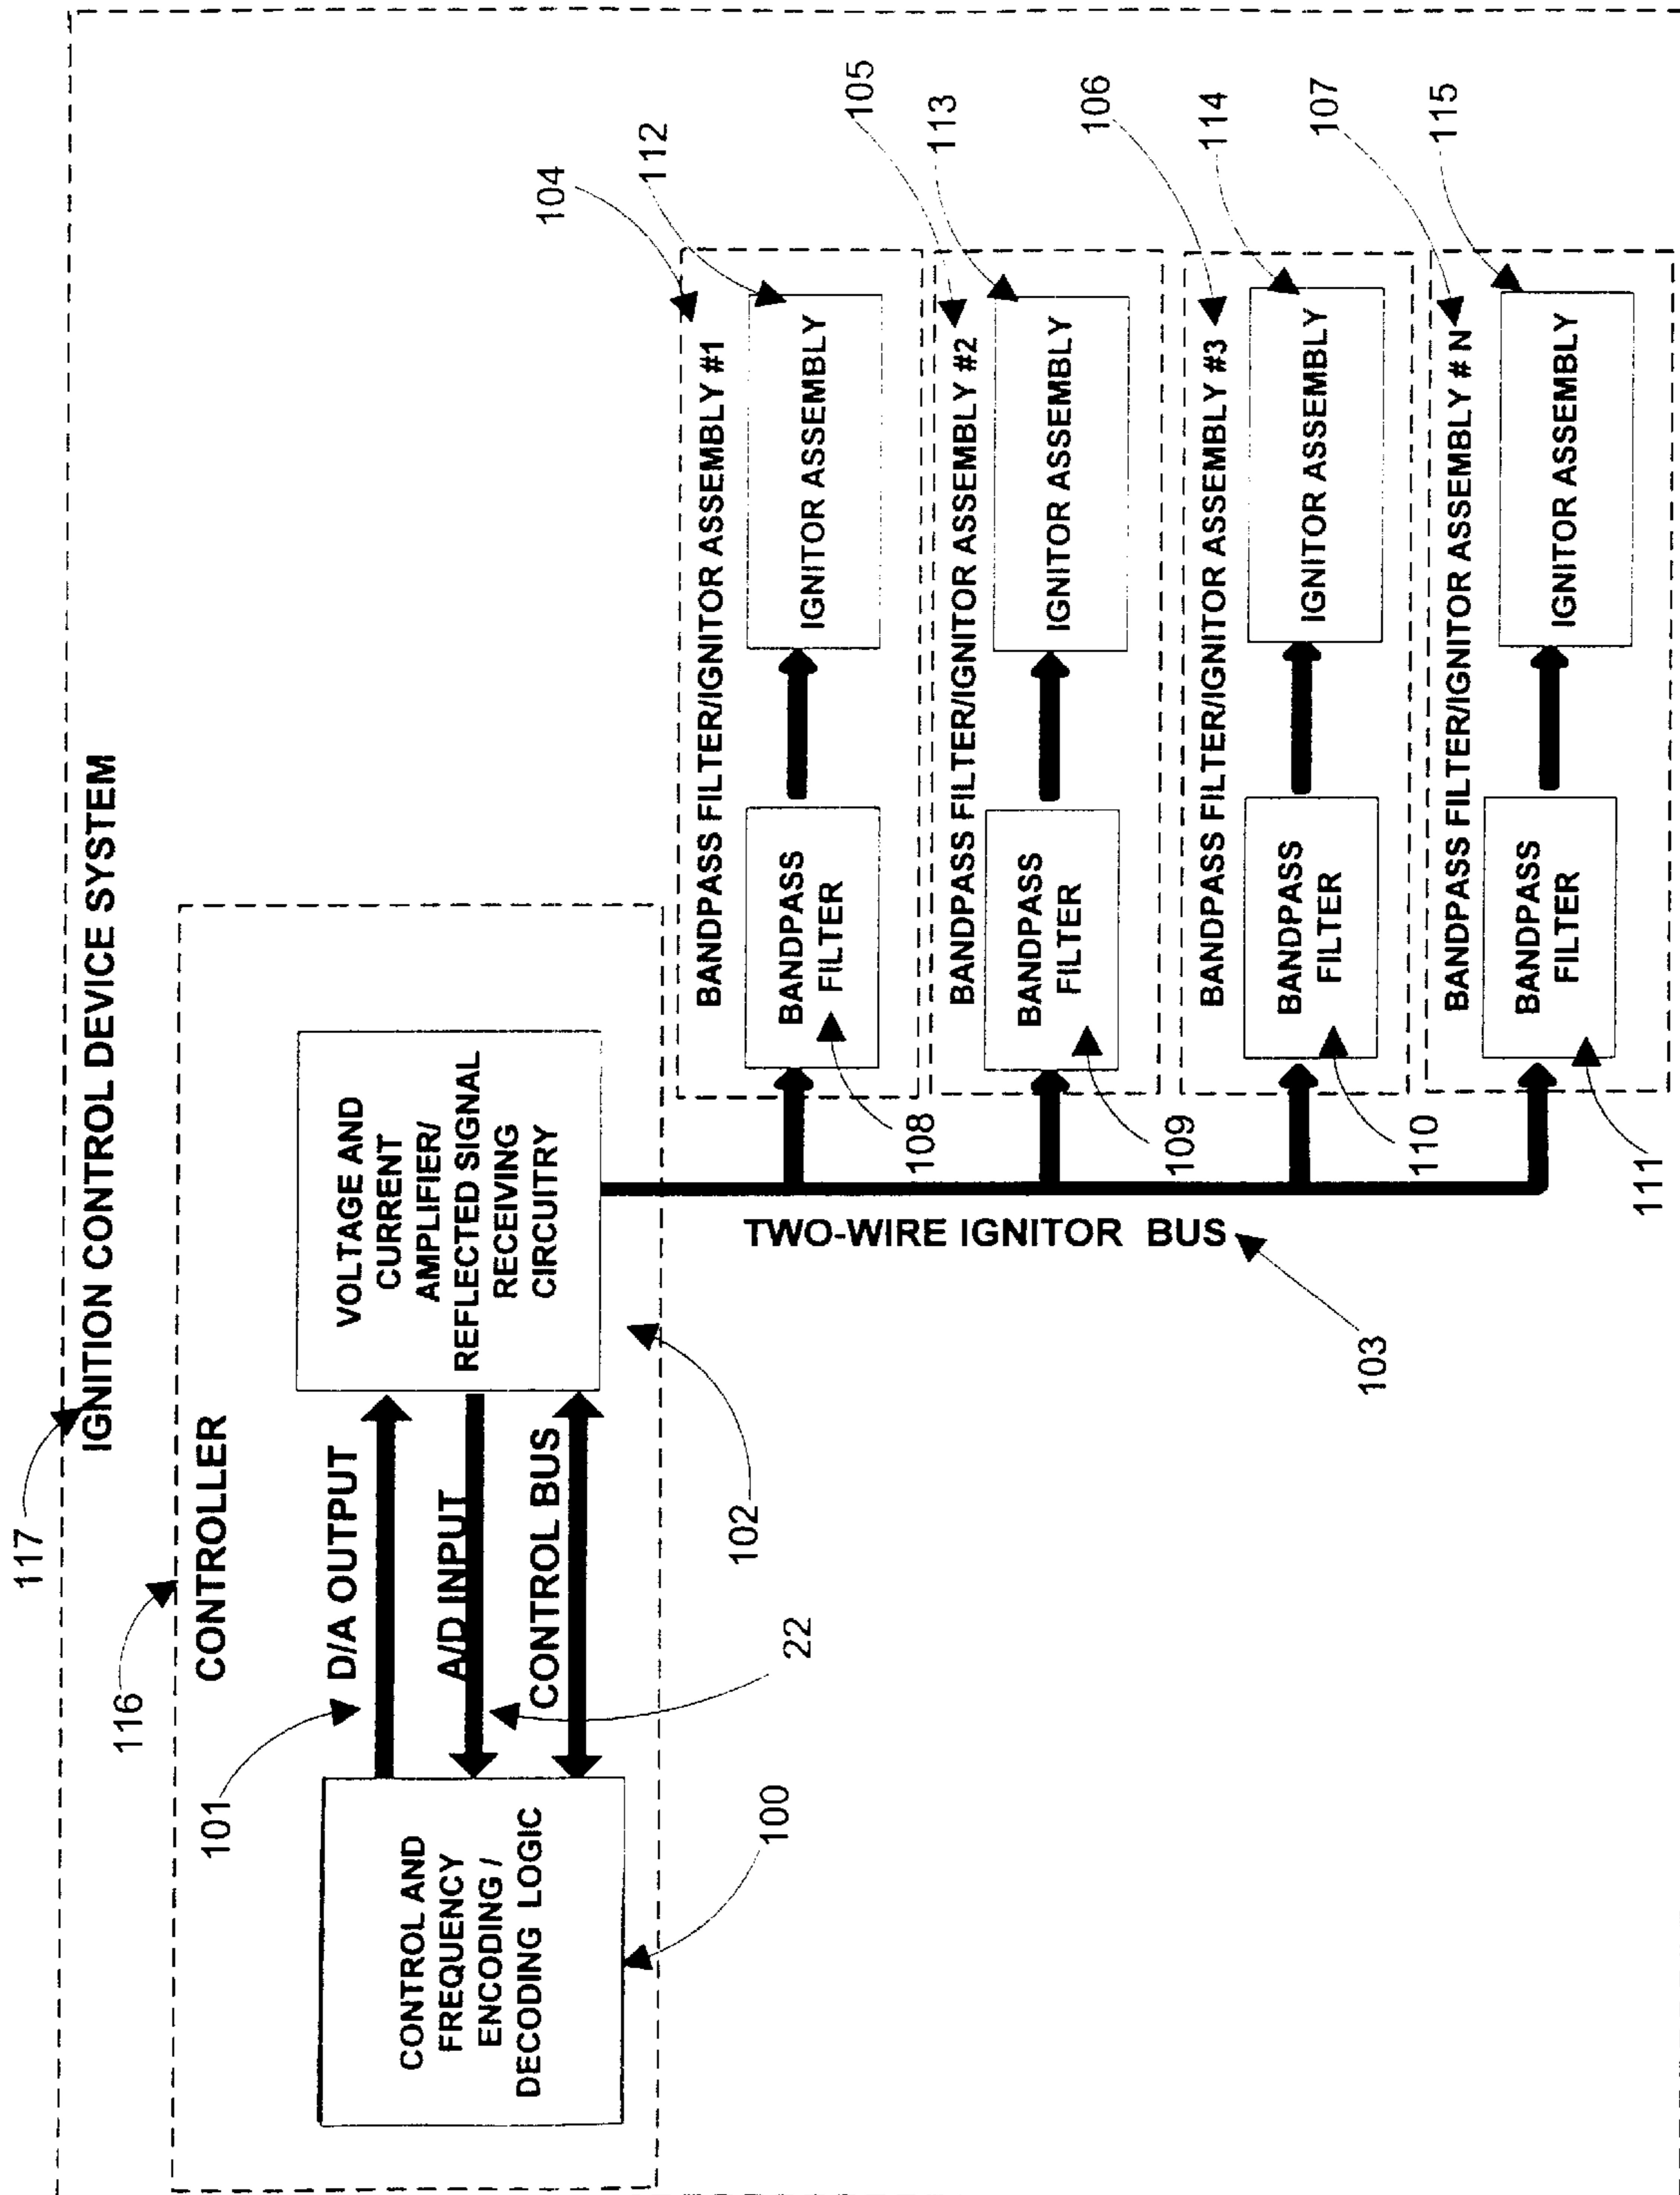 117
IGNITION CONTROL DEVICE SYSTEM
116
CONTROLLER
101
D/A OUTPUT
A/D INPUT
CONTROL BUS
22
CONTROL AND
FREQUENCY
ENCODING /
DECODING LOGIC
100
VOLTAGE AND
CURRENT
AMPLIFIER/
REFLECTED SIGNAL
RECEIVING
CIRCUITRY
102
TWO-WIRE IGNITOR BUS
103
104
BANDPASS FILTER/IGNITOR ASSEMBLY #1
BANDPASS
FILTER
108
IGNITOR ASSEMBLY
112
105
BANDPASS FILTER/IGNITOR ASSEMBLY #2
BANDPASS
FILTER
109
IGNITOR ASSEMBLY
113
106
BANDPASS FILTER/IGNITOR ASSEMBLY #3
BANDPASS
FILTER
110
IGNITOR ASSEMBLY
114
107
BANDPASS FILTER/IGNITOR ASSEMBLY # N
BANDPASS
FILTER
111
IGNITOR ASSEMBLY
115